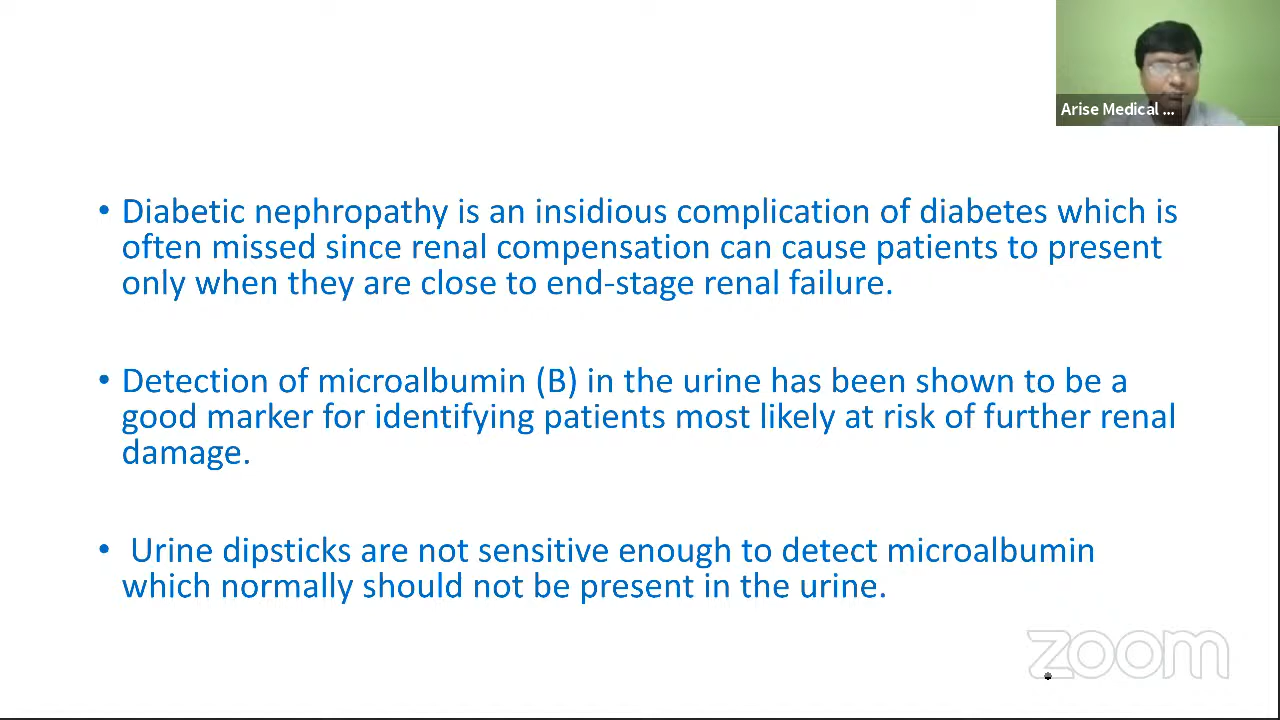 Arise Medical ...
• Diabetic nephropathy is an insidious complication of diabetes which is
often missed since renal compensation can cause patients to present
only when they are close to end-stage renal failure.
• Detection of microalbumin (B) in the urine has been shown to be a
good marker for identifying patients most likely at risk of further renal
damage.
• Urine dipsticks are not sensitive enough to detect microalbumin
which normally should not be present in the urine.
zoom